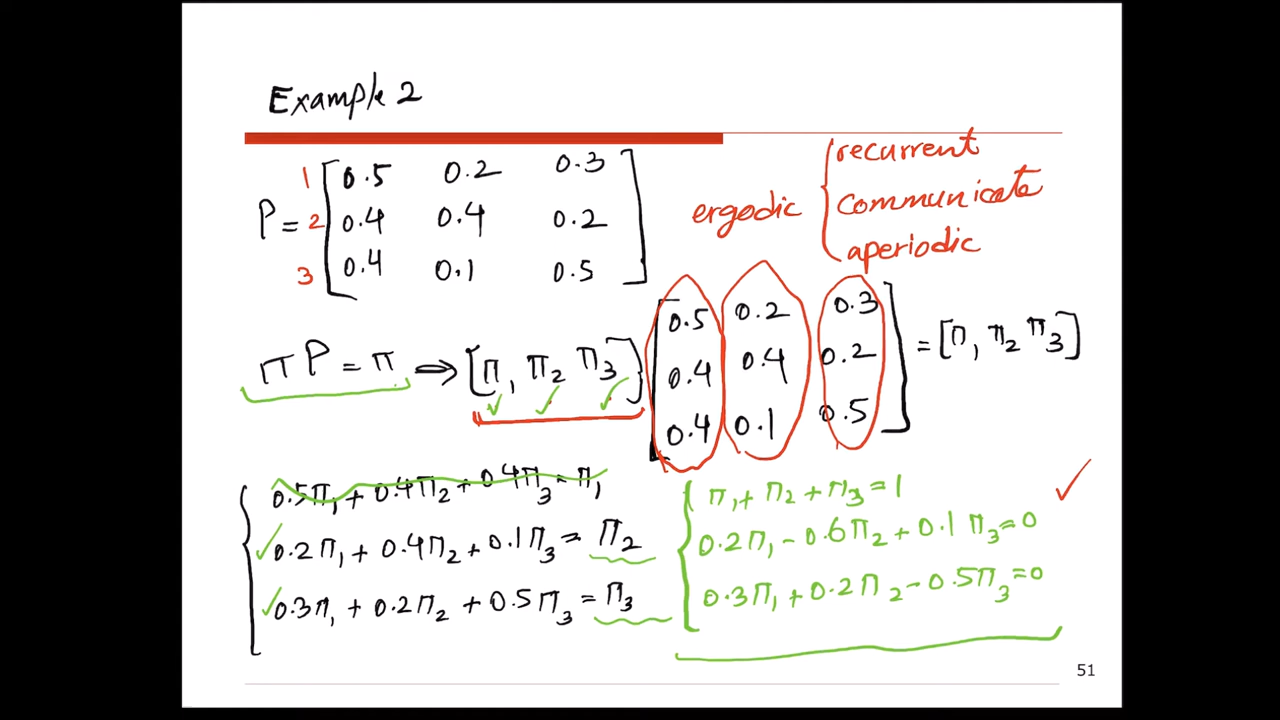 Example 2
P = 1 [ 0.5 0.2 0.3
2 0.4 0.4 0.2
3 0.4 0.1 0.5 ]
ergodic { recurrent
communicate
aperiodic
πP = π ⇒ [π₁ π₂ π₃] [ 0.5 0.2 0.3
0.4 0.4 0.2
0.4 0.1 0.5 ] = [π₁ π₂ π₃]
0.5π₁ + 0.4π₂ + 0.4π₃ = π₁
✓ 0.2π₁ + 0.4π₂ + 0.1π₃ = π₂
✓ 0.3π₁ + 0.2π₂ + 0.5π₃ = π₃
π₁ + π₂ + π₃ = 1 ✓
0.2π₁ - 0.6π₂ + 0.1π₃ = 0
0.3π₁ + 0.2π₂ - 0.5π₃ = 0
51